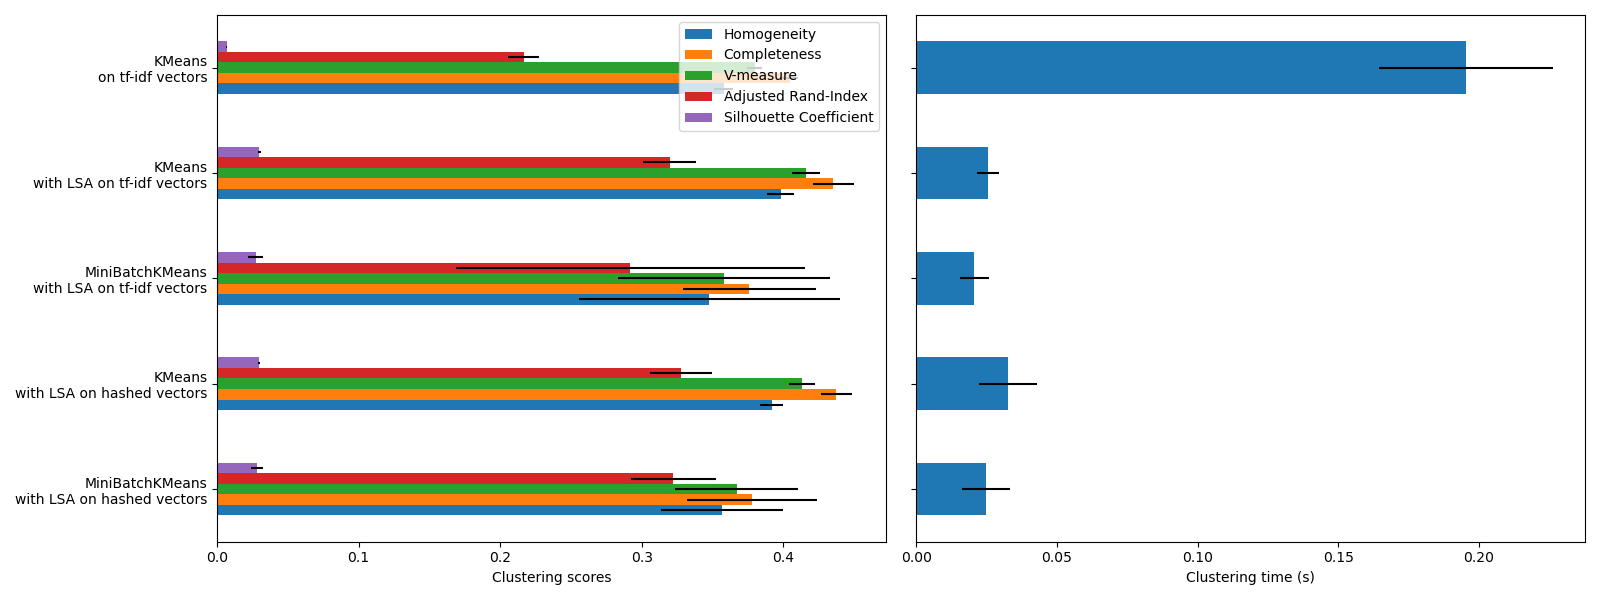 KMeans
on tf-idf vectors
KMeans
with LSA on tf-idf vectors
MiniBatchKMeans
with LSA on tf-idf vectors
KMeans
with LSA on hashed vectors
MiniBatchKMeans
with LSA on hashed vectors
Homogeneity
Completeness
V-measure
Adjusted Rand-Index
Silhouette Coefficient
0.0 0.1 0.2 0.3 0.4
Clustering scores
0.00 0.05 0.10 0.15 0.20
Clustering time (s)